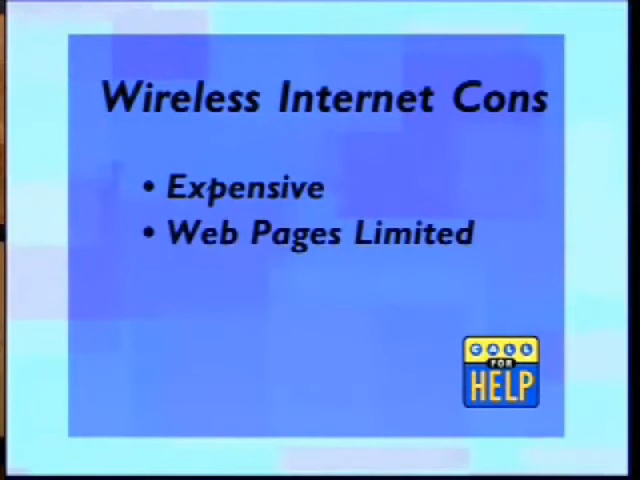 Wireless Internet Cons
• Expensive
• Web Pages Limited
CALL
FOR
HELP